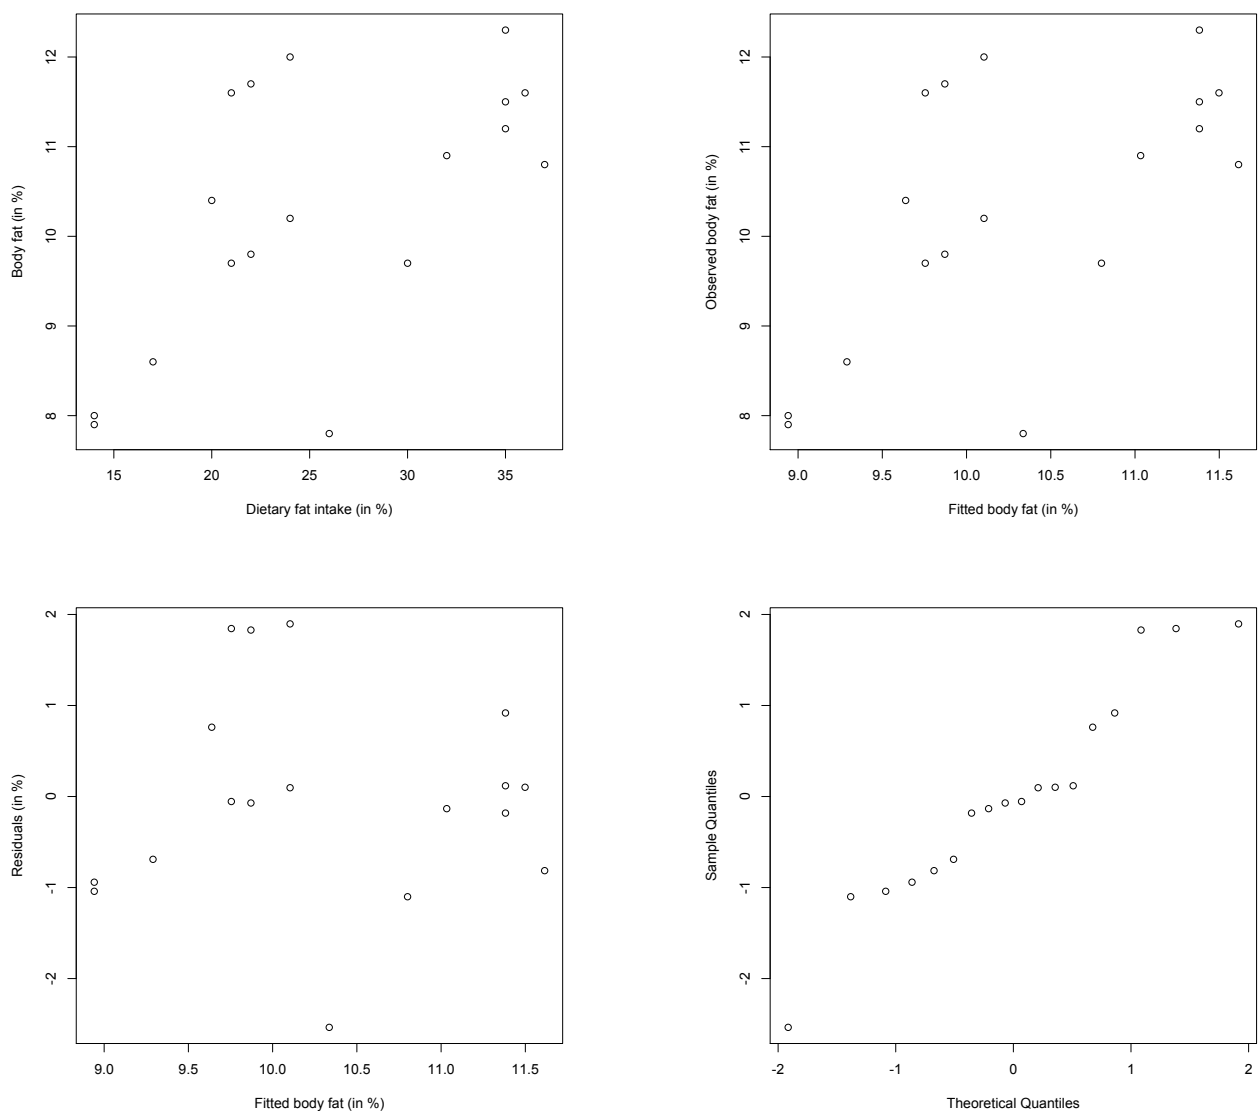 12
11
10
9
8
Body fat (in %)
15 20 25 30 35
Dietary fat intake (in %)
12
11
10
9
8
Observed body fat (in %)
9.0 9.5 10.0 10.5 11.0 11.5
Fitted body fat (in %)
2
1
0
-1
-2
Residuals (in %)
9.0 9.5 10.0 10.5 11.0 11.5
Fitted body fat (in %)
2
1
0
-1
-2
Sample Quantiles
-2 -1 0 1 2
Theoretical Quantiles